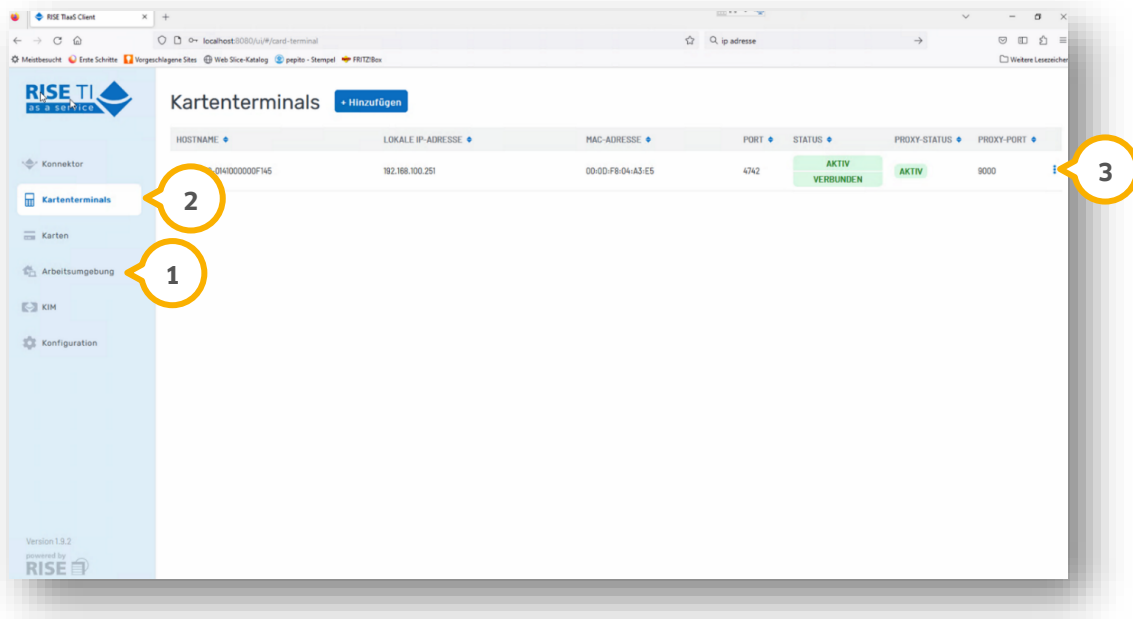 RISE TIaaS Client
localhost:8080/ui/#/card-terminal
ip adresse
Meistbesucht Erste Schritte Vorgeschlagene Sites Web Slice-Katalog pepito - Stempel FRITZ!Box Weitere Lesezeichen
RISE TI
as a service
Kartenterminals + Hinzufügen
HOSTNAME LOKALE IP-ADRESSE MAC-ADRESSE PORT STATUS PROXY-STATUS PROXY-PORT
-0141000000F145 192.168.100.251 00:0D:F8:04:A3:E5 4742 AKTIV AKTIV 9000
VERBUNDEN
3
Konnektor
Kartenterminals
2
Karten
Arbeitsumgebung
1
KIM
Konfiguration
Version 1.9.2
powered by
RISE